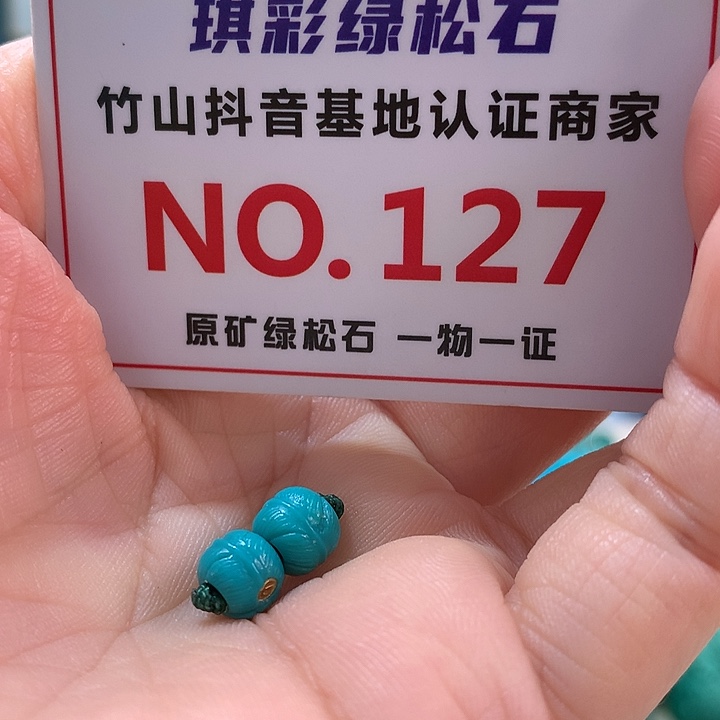 琪彩绿松石
竹山抖音基地认证商家
NO.127
原矿绿松石 一物一证